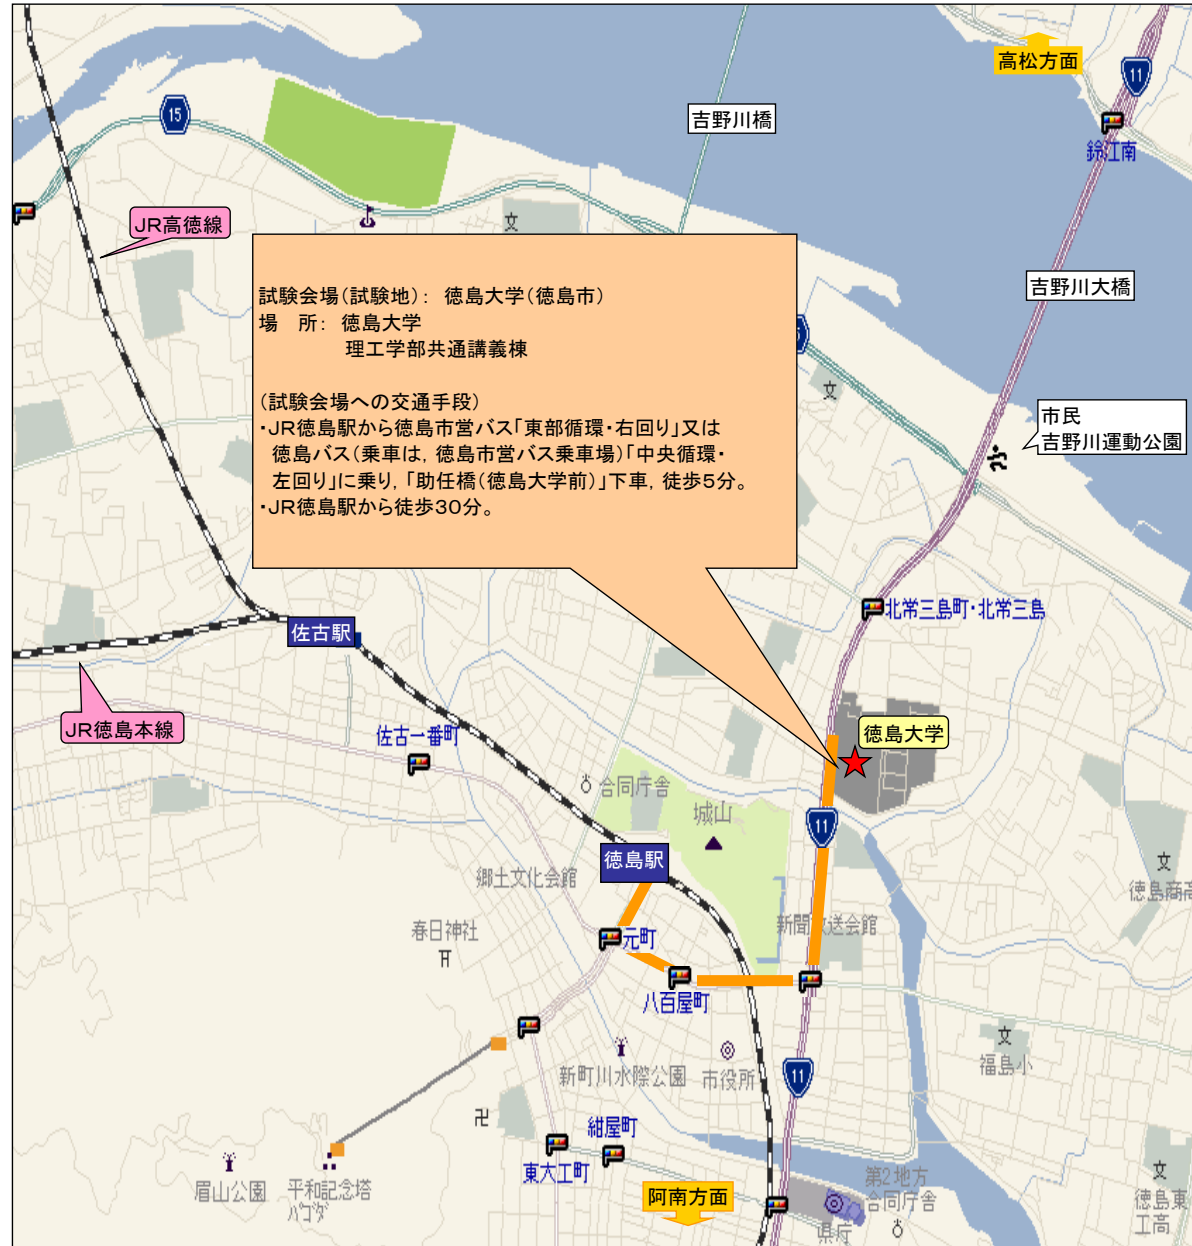 高松方面
11
15
吉野川橋
鮎江南
文
JR高徳線
試験会場(試験地)： 徳島大学(徳島市)
場　所： 徳島大学
理工学部共通講義棟
(試験会場への交通手段)
・JR徳島駅から徳島市営バス「東部循環・右回り」又は
徳島バス(乗車は，徳島市営バス乗車場)「中央循環・
左回り」に乗り，「助任橋(徳島大学前)」下車，徒歩5分。
・JR徳島駅から徒歩30分。
吉野川大橋
文
市民
吉野川運動公園
北常三島町・北常三島
佐古駅
JR徳島本線
佐古一番町
徳島大学
合同庁舎
城山
11
徳島駅
郷土文化会館
文
徳島商高
春日神社
元町
新聞放送会館
八百屋町
文
福島小
新町川水際公園
市役所
11
卍
紺屋町
東大工町
眉山公園
平和記念塔
パゴダ
阿南方面
第2地方
合同庁舎
県庁
文
徳島東
工高